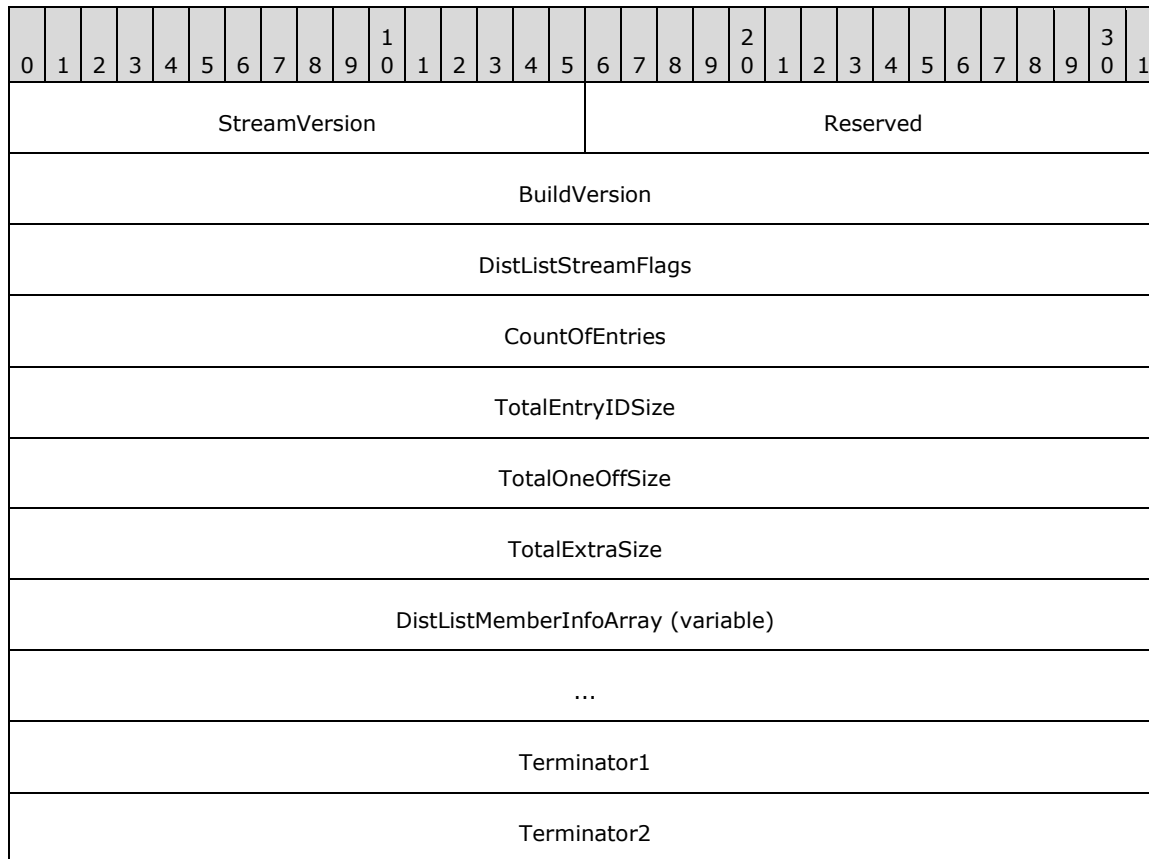 1 2 3
0 1 2 3 4 5 6 7 8 9 0 1 2 3 4 5 6 7 8 9 0 1 2 3 4 5 6 7 8 9 0 1
StreamVersion Reserved
BuildVersion
DistListStreamFlags
CountOfEntries
TotalEntryIDSize
TotalOneOffSize
TotalExtraSize
DistListMemberInfoArray (variable)
...
Terminator1
Terminator2